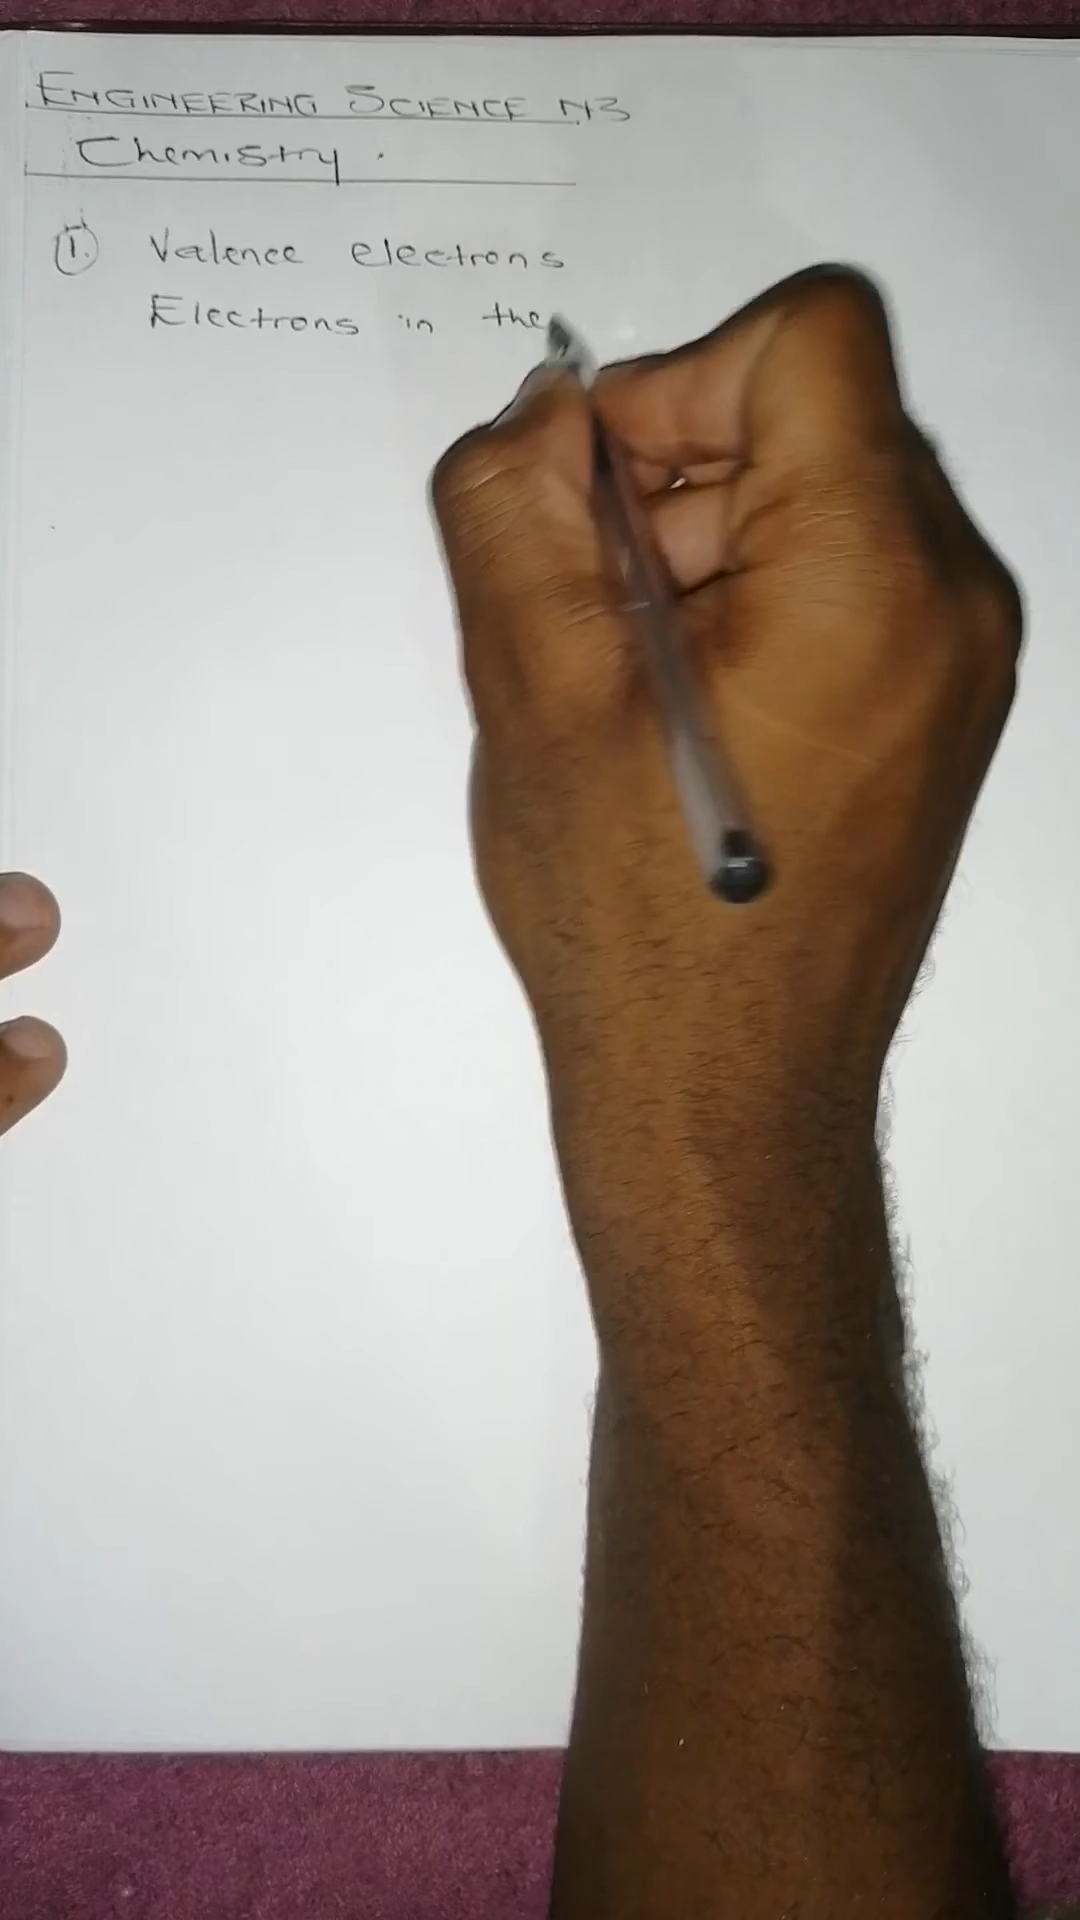 ENGINEERING SCIENCE N3
Chemistry.
1. Valence electrons
Electrons in the